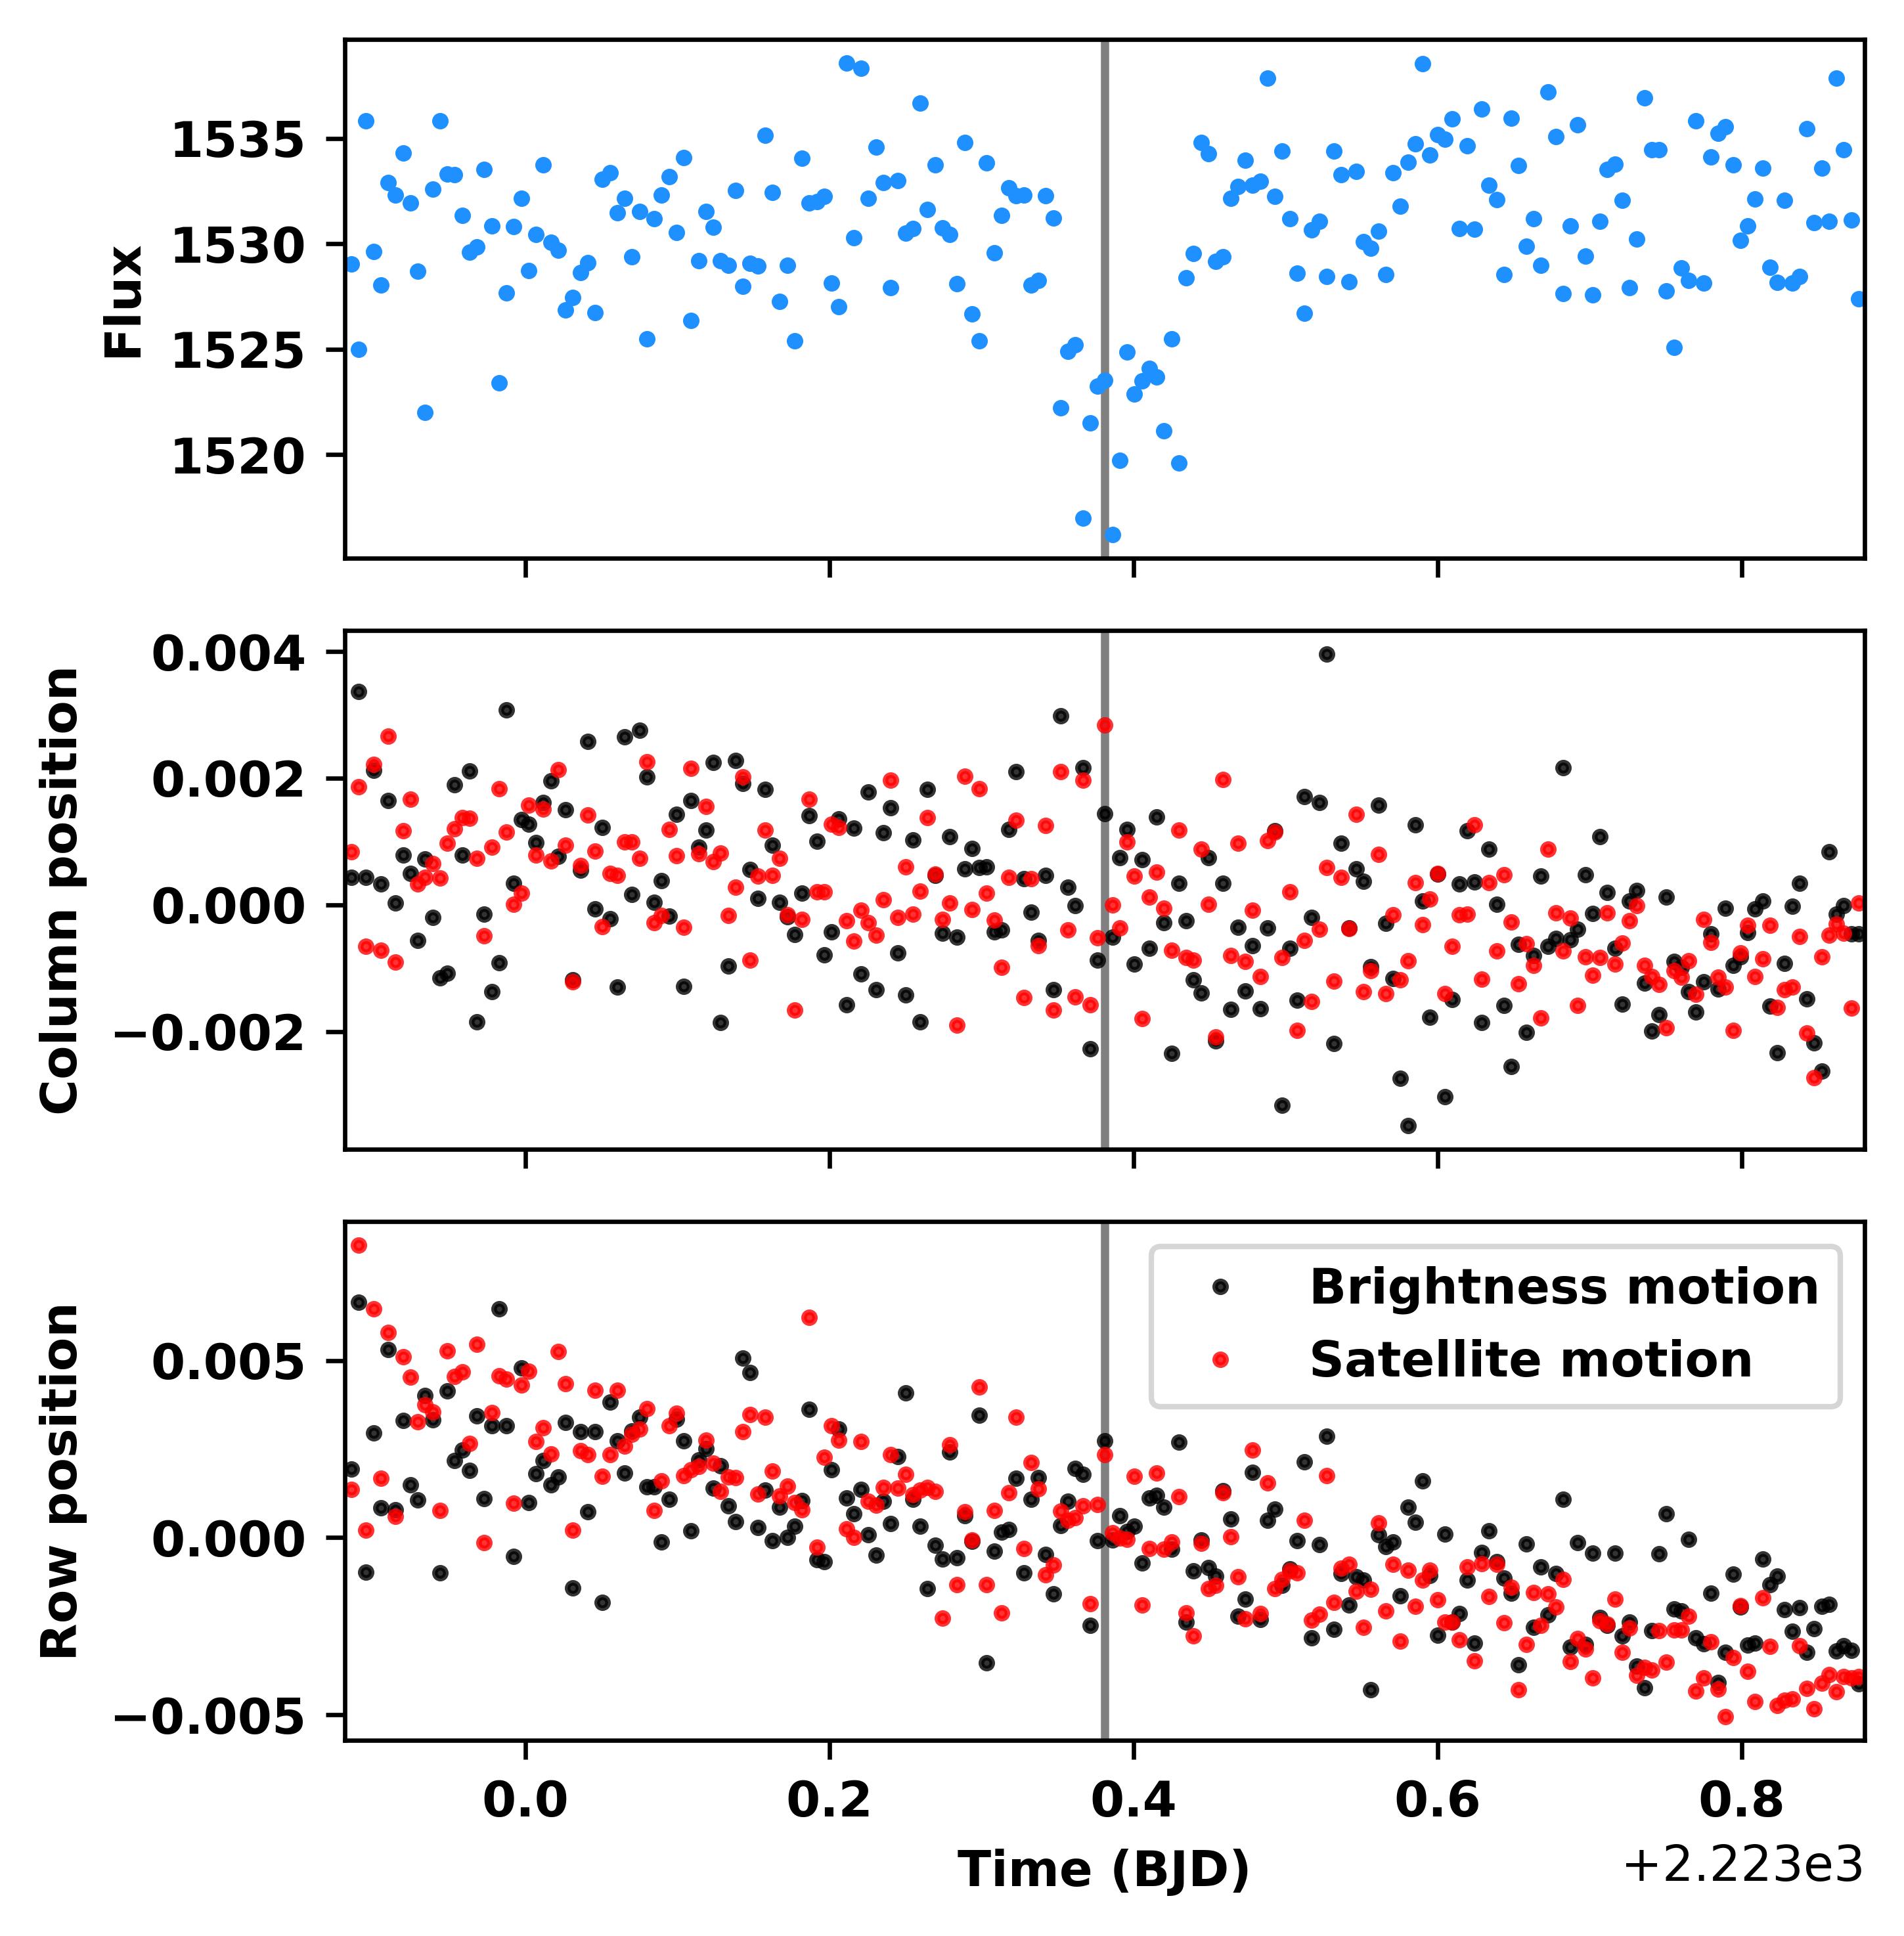 Flux
1535
1530
1525
1520
Column position
0.004
0.002
0.000
−0.002
Row position
0.005
0.000
−0.005
Brightness motion
Satellite motion
0.0 0.2 0.4 0.6 0.8
Time (BJD)
+2.223e3